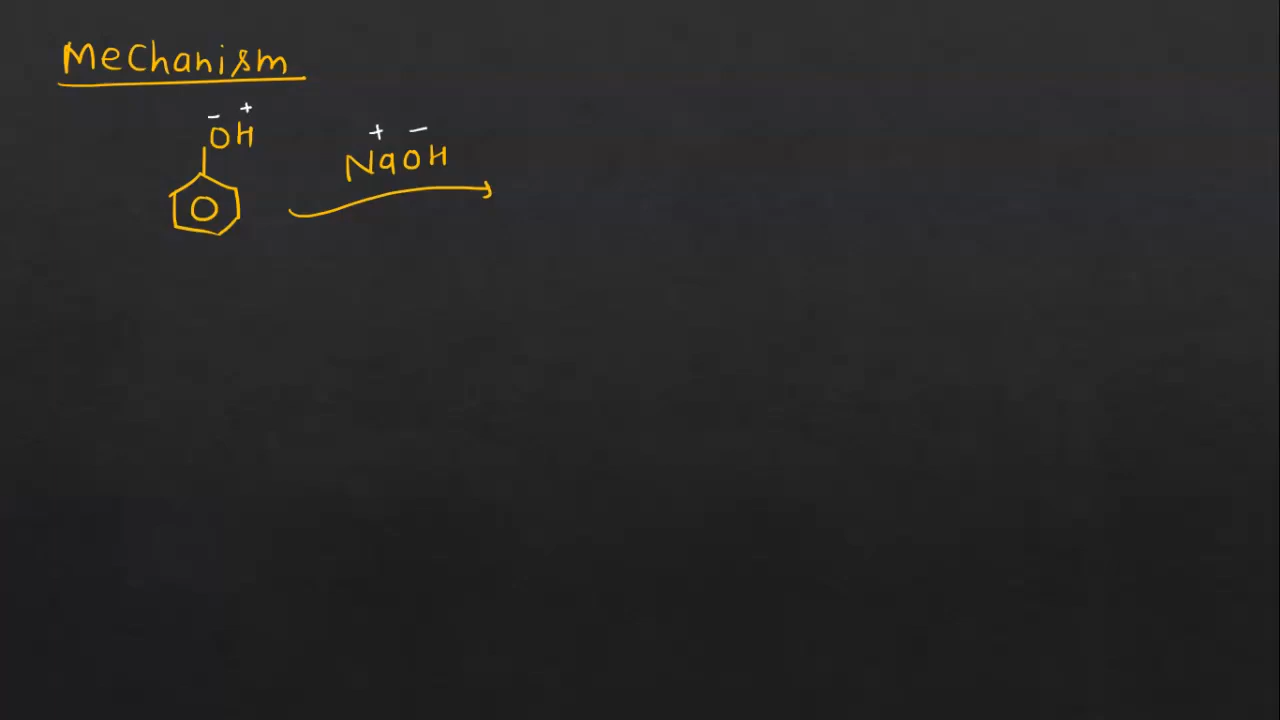 Mechanism
- +
OH
+ -
NaOH